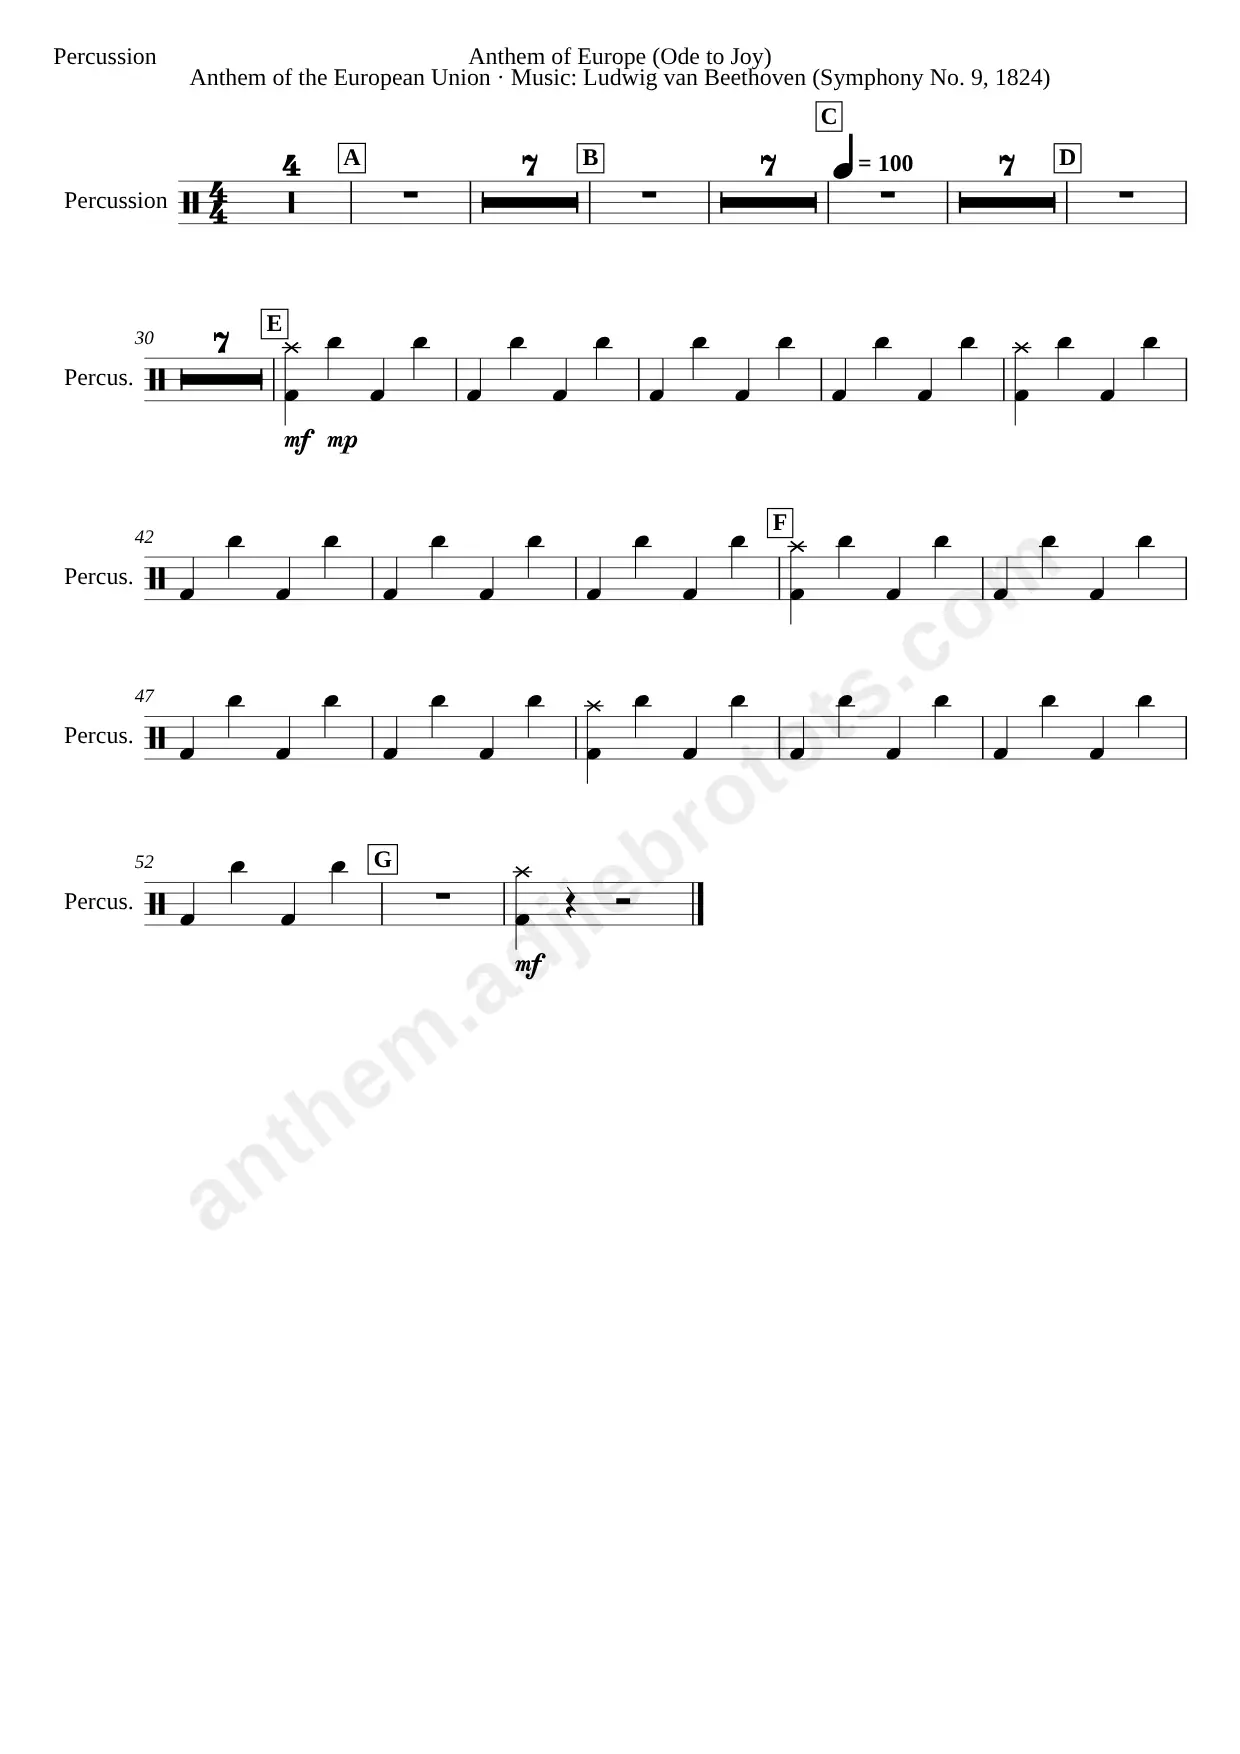 Percussion
Anthem of Europe (Ode to Joy)
Anthem of the European Union · Music: Ludwig van Beethoven (Symphony No. 9, 1824)
C
4 A 7 B 7 = 100 7 D
Percussion 4/4
E
30 7
Percus.
mf mp
F
42
Percus.
47
Percus.
G
52
Percus.
mf
anthem.adjiebrotots.com